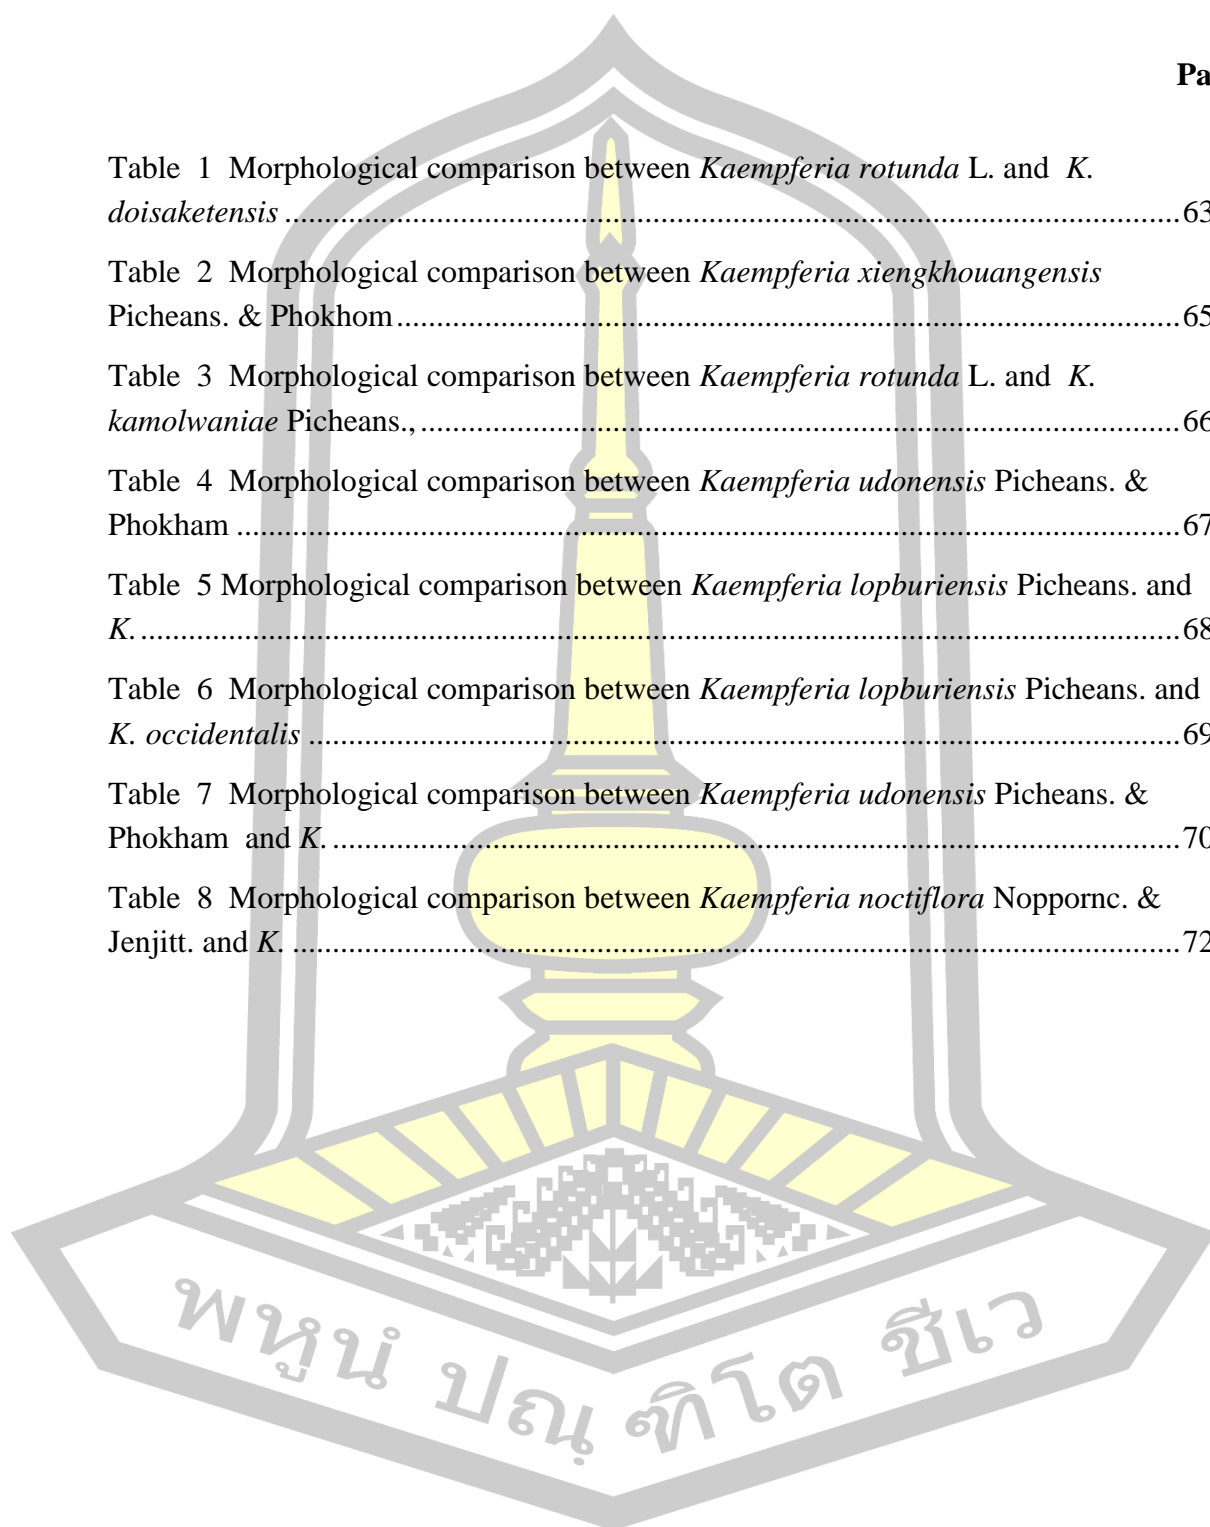 Pa
Table 1 Morphological comparison between Kaempferia rotunda L. and K.
doisaketensis ........................................................................................................................ 63
Table 2 Morphological comparison between Kaempferia xiengkhouangensis
Picheans. & Phokhom ........................................................................................................ 65
Table 3 Morphological comparison between Kaempferia rotunda L. and K.
kamolwaniae Picheans., ..................................................................................................... 66
Table 4 Morphological comparison between Kaempferia udonensis Picheans. &
Phokham ............................................................................................................................. 67
Table 5 Morphological comparison between Kaempferia lopburiensis Picheans. and
K. ......................................................................................................................................... 68
Table 6 Morphological comparison between Kaempferia lopburiensis Picheans. and
K. occidentalis .................................................................................................................... 69
Table 7 Morphological comparison between Kaempferia udonensis Picheans. &
Phokham and K. ................................................................................................................. 70
Table 8 Morphological comparison between Kaempferia noctiflora Noppornc. &
Jenjitt. and K. ...................................................................................................................... 72
พหูนํ ปณฺฑิโต ชีเว